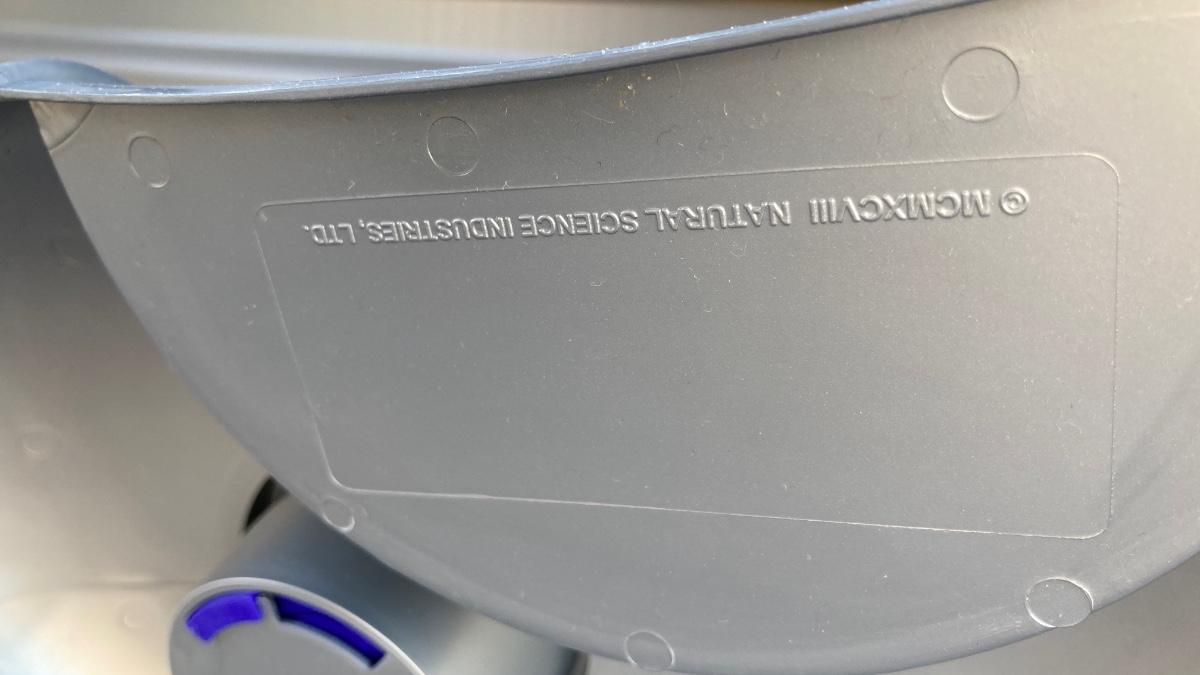 © MCMXCVIII NATURAL SCIENCE INDUSTRIES, LTD.